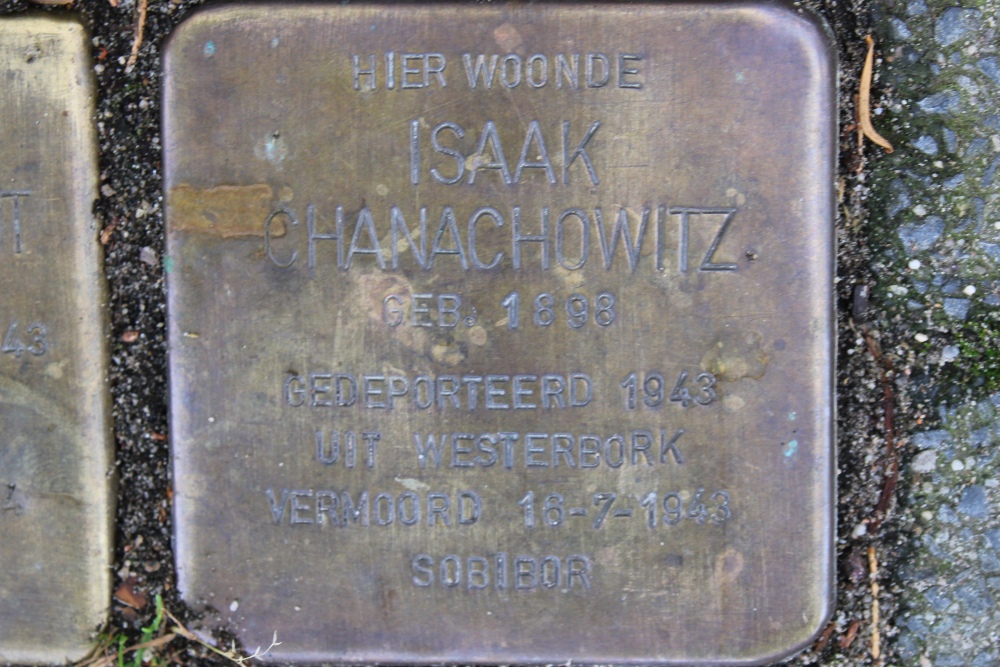 HIER WOONDE
ISAAK
CHANACHOWITZ
GEB. 1898
GEDEPORTEERD 1943
UIT WESTERBORK
VERMOORD 16-7-1943
SOBIBOR